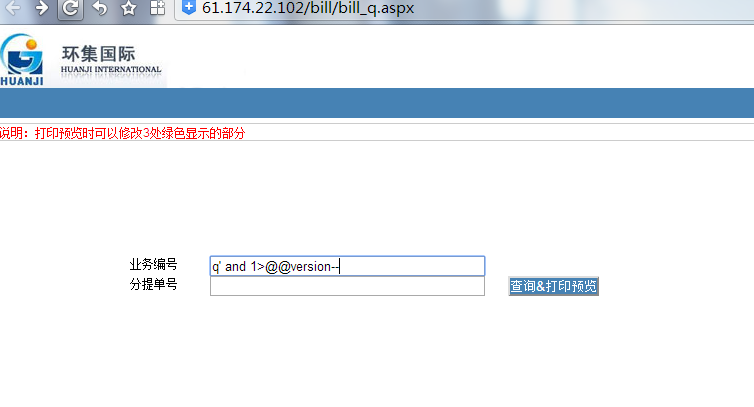 61.174.22.102/bill/bill_q.aspx
环集国际
HUANJI INTERNATIONAL
HUANJI
说明：打印预览时可以修改3处绿色显示的部分
业务编号 q' and 1>@@version--
分提单号 查询&打印预览